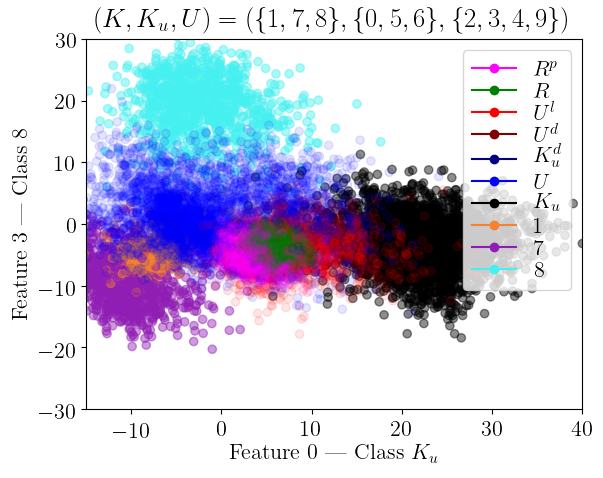 (K, K_u, U) = ({1, 7, 8}, {0, 5, 6}, {2, 3, 4, 9})
30
20
10
0
−10
−20
−30
Feature 3 — Class 8
R^p
R
U^l
U^d
K_u^d
U
K_u
1
7
8
−10
0
10
20
30
40
Feature 0 — Class K_u